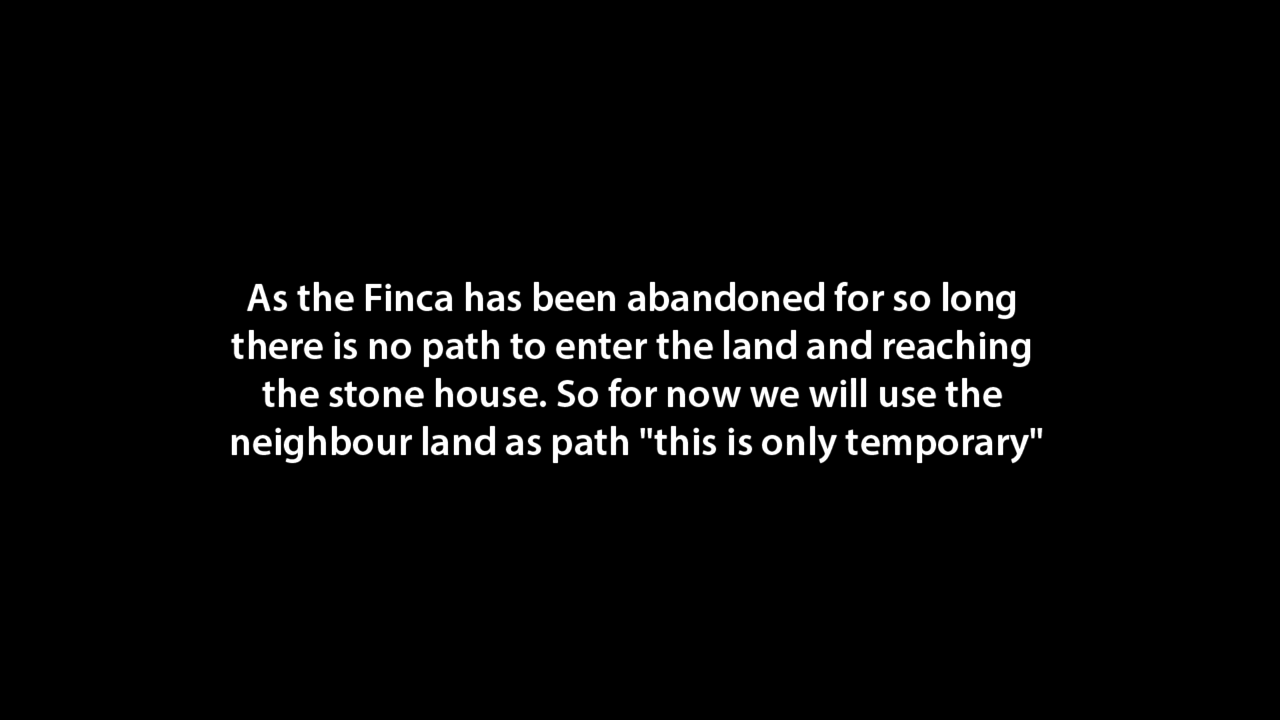 As the Finca has been abandoned for so long
there is no path to enter the land and reaching
the stone house. So for now we will use the
neighbour land as path "this is only temporary"